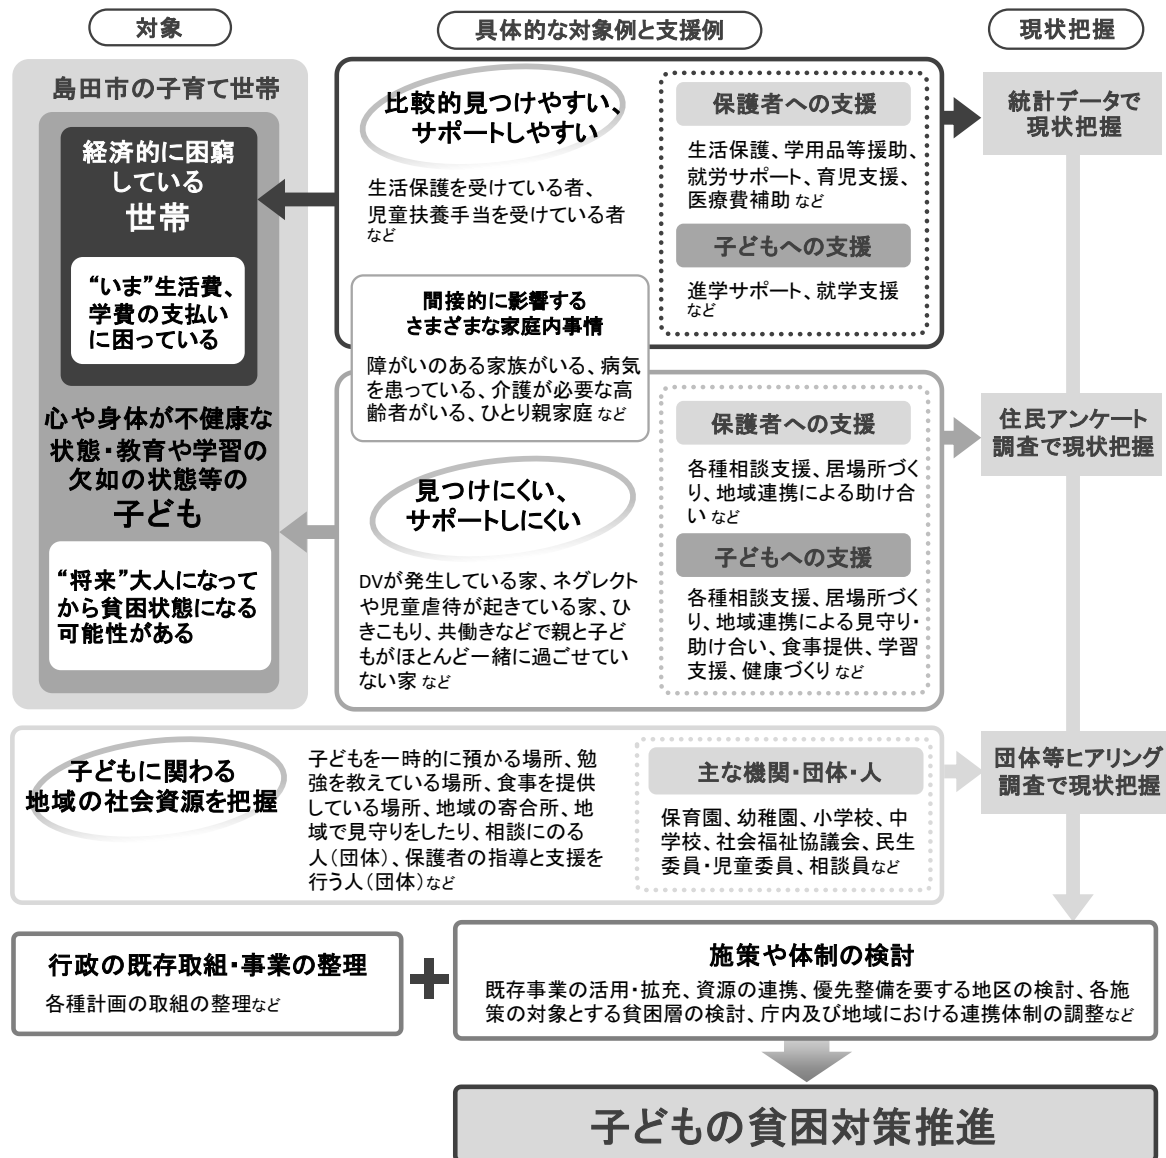 対象
具体的な対象例と支援例
現状把握
島田市の子育て世帯
経済的に困窮
している
世帯
“いま”生活費、
学費の支払い
に困っている
心や身体が不健康な
状態・教育や学習の
欠如の状態等の
子ども
“将来”大人になって
から貧困状態になる
可能性がある
比較的見つけやすい、
サポートしやすい
生活保護を受けている者、
児童扶養手当を受けている者
など
保護者への支援
生活保護、学用品等援助、
就労サポート、育児支援、
医療費補助 など
子どもへの支援
進学サポート、就学支援
など
統計データで
現状把握
間接的に影響する
さまざまな家庭内事情
障がいのある家族がいる、病気
を患っている、介護が必要な高
齢者がいる、ひとり親家庭 など
見つけにくい、
サポートしにくい
DVが発生している家、ネグレクト
や児童虐待が起きている家、ひ
きこもり、共働きなどで親と子ど
もがほとんど一緒に過ごせてい
ない家 など
保護者への支援
各種相談支援、居場所づく
り、地域連携による助け合
い など
子どもへの支援
各種相談支援、居場所づく
り、地域連携による見守り・
助け合い、食事提供、学習
支援、健康づくり など
住民アンケート
調査で現状把握
子どもに関わる
地域の社会資源を把握
子どもを一時的に預かる場所、勉
強を教えている場所、食事を提供
している場所、地域の寄合所、地
域で見守りをしたり、相談にのる
人(団体)、保護者の指導と支援を
行う人(団体)など
主な機関・団体・人
保育園、幼稚園、小学校、中
学校、社会福祉協議会、民生
委員・児童委員、相談員など
団体等ヒアリング
調査で現状把握
行政の既存取組・事業の整理
各種計画の取組の整理など
施策や体制の検討
既存事業の活用・拡充、資源の連携、優先整備を要する地区の検討、各施
策の対象とする貧困層の検討、庁内及び地域における連携体制の調整など
子どもの貧困対策推進